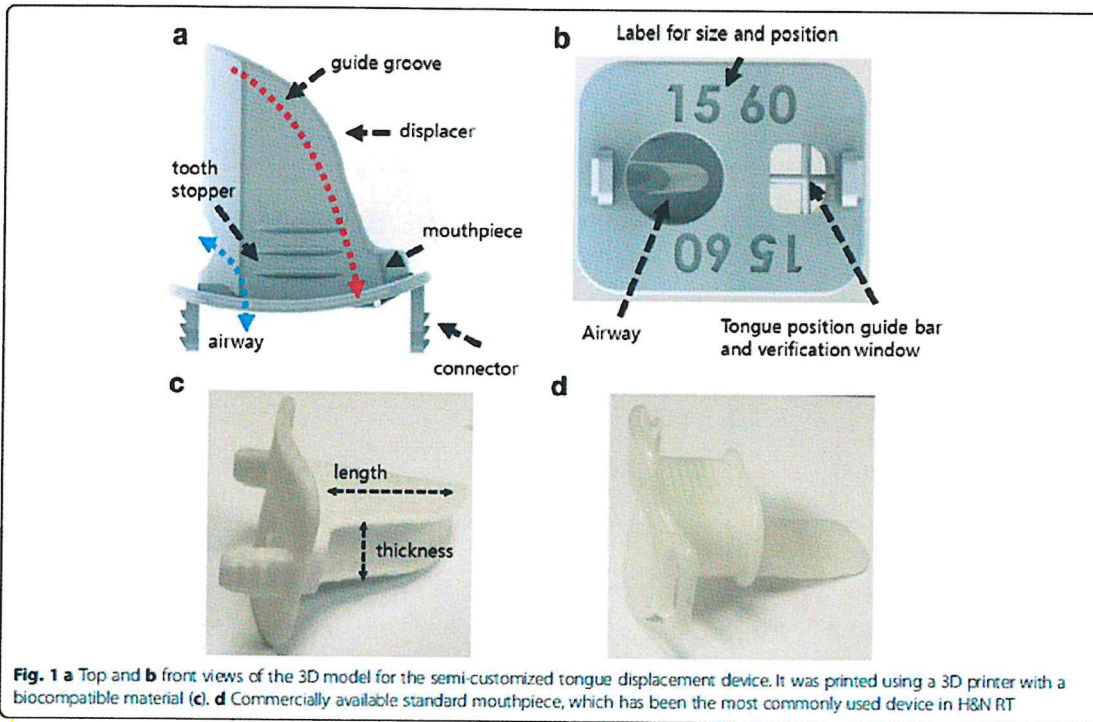 a
guide groove
displacer
tooth
stopper
mouthpiece
airway
connector
b
Label for size and position
15 60
15 60
Airway
Tongue position guide bar
and verification window
c
length
thickness
d
Fig. 1 a Top and b front views of the 3D model for the semi-customized tongue displacement device. It was printed using a 3D printer with a
biocompatible material (c). d Commercially available standard mouthpiece, which has been the most commonly used device in H&N RT